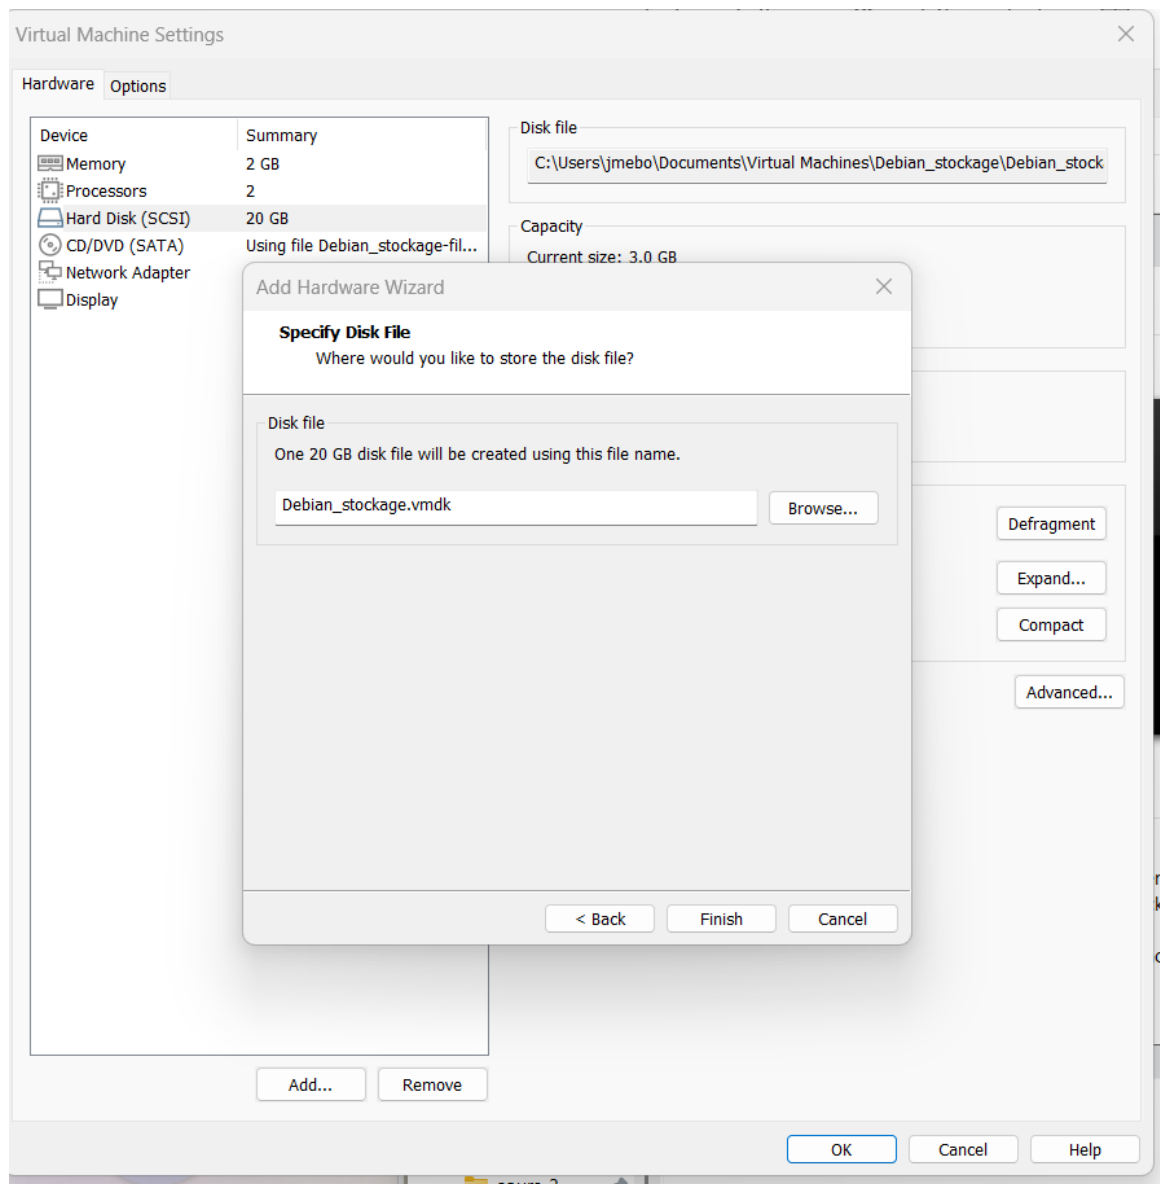 Virtual Machine Settings
Hardware Options
Device Summary
Memory 2 GB
Processors 2
Hard Disk (SCSI) 20 GB
CD/DVD (SATA) Using file Debian_stockage-fil...
Network Adapter
Display
Disk file
C:\Users\jmebo\Documents\Virtual Machines\Debian_stockage\Debian_stock
Capacity
Current size: 3.0 GB
Add Hardware Wizard
Specify Disk File
Where would you like to store the disk file?
Disk file
One 20 GB disk file will be created using this file name.
Debian_stockage.vmdk
Browse...
Defragment
Expand...
Compact
Advanced...
< Back Finish Cancel
Add... Remove
OK Cancel Help